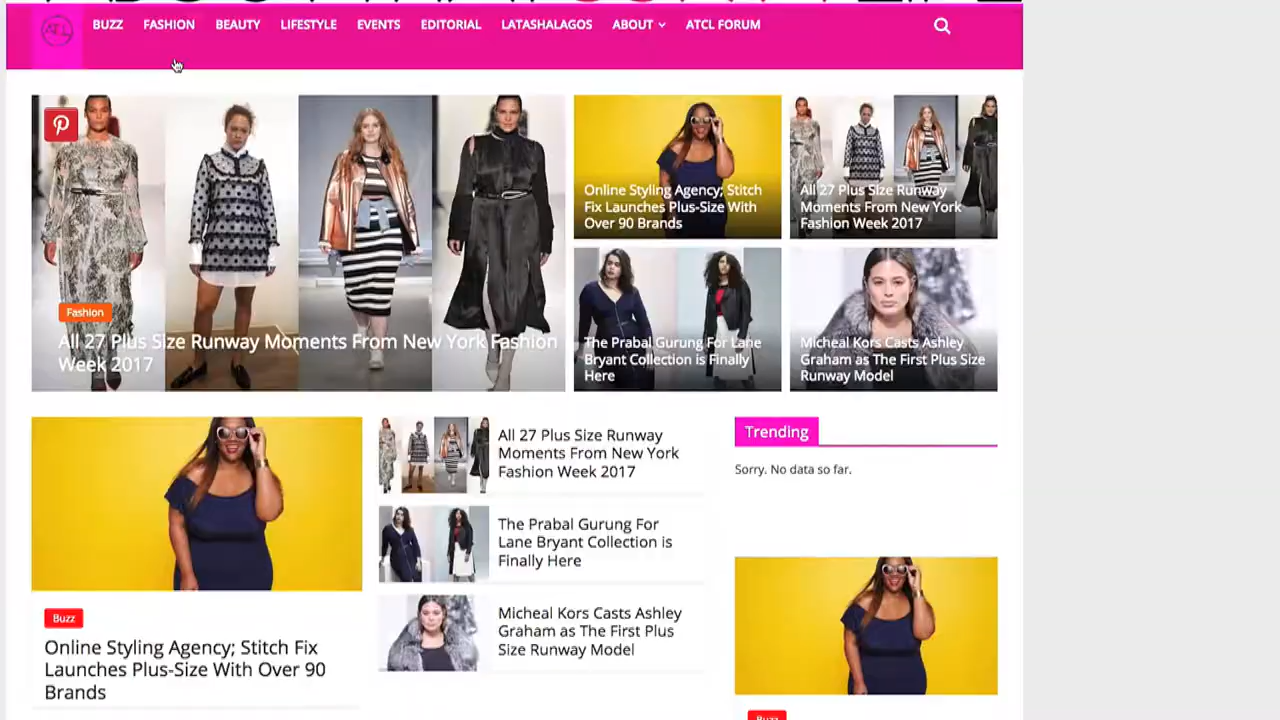 BUZZ FASHION BEAUTY LIFESTYLE EVENTS EDITORIAL LATASHALAGOS ABOUT ATCL FORUM
Fashion
All 27 Plus Size Runway Moments From New York Fashion
Week 2017
Online Styling Agency; Stitch
Fix Launches Plus-Size With
Over 90 Brands
All 27 Plus Size Runway
Moments From New York
Fashion Week 2017
The Prabal Gurung For Lane
Bryant Collection is Finally
Here
Micheal Kors Casts Ashley
Graham as The First Plus Size
Runway Model
Buzz
Online Styling Agency; Stitch Fix
Launches Plus-Size With Over 90
Brands
All 27 Plus Size Runway
Moments From New York
Fashion Week 2017
The Prabal Gurung For
Lane Bryant Collection is
Finally Here
Micheal Kors Casts Ashley
Graham as The First Plus
Size Runway Model
Trending
Sorry. No data so far.
Buzz